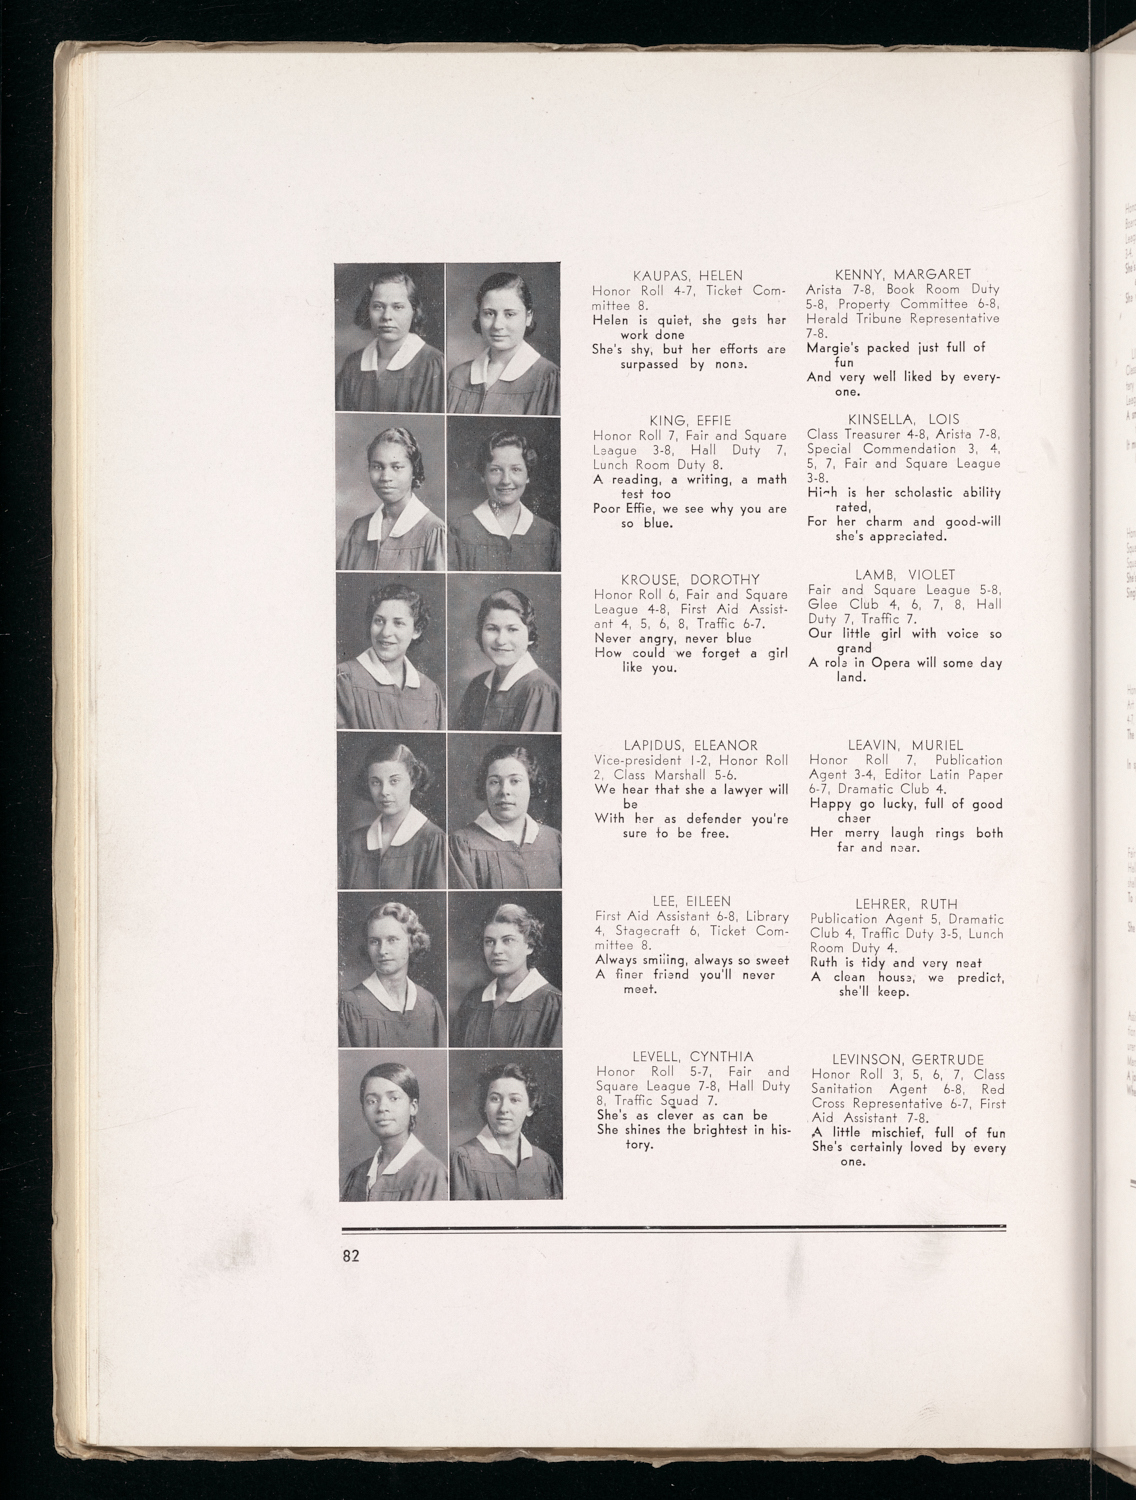 KAUPAS, HELEN
Honor Roll 4-7, Ticket Com-
mittee 8.
Helen is quiet, she gets her
work done
She's shy, but her efforts are
surpassed by none.
KENNY, MARGARET
Arista 7-8, Book Room Duty
5-8, Property Committee 6-8,
Herald Tribune Representative
7-8.
Margie's packed just full of
fun
And very well liked by every-
one.
KING, EFFIE
Honor Roll 7, Fair and Square
League 3-8, Hall Duty 7,
Lunch Room Duty 8.
A reading, a writing, a math
test too
Poor Effie, we see why you are
so blue.
KINSELLA, LOIS
Class Treasurer 4-8, Arista 7-8,
Special Commendation 3, 4,
5, 7, Fair and Square League
3-8.
High is her scholastic ability
rated,
For her charm and good-will
she's appreciated.
KROUSE, DOROTHY
Honor Roll 6, Fair and Square
League 4-8, First Aid Assist-
ant 4, 5, 6, 8, Traffic 6-7.
Never angry, never blue
How could we forget a girl
like you.
LAMB, VIOLET
Fair and Square League 5-8,
Glee Club 4, 6, 7, 8, Hall
Duty 7, Traffic 7.
Our little girl with voice so
grand
A role in Opera will some day
land.
LAPIDUS, ELEANOR
Vice-president 1-2, Honor Roll
2, Class Marshall 5-6.
We hear that she a lawyer will
be
With her as defender you're
sure to be free.
LEAVIN, MURIEL
Honor Roll 7, Publication
Agent 3-4, Editor Latin Paper
6-7, Dramatic Club 4.
Happy go lucky, full of good
cheer
Her merry laugh rings both
far and near.
LEE, EILEEN
First Aid Assistant 6-8, Library
4, Stagecraft 6, Ticket Com-
mittee 8.
Always smiling, always so sweet
A finer friend you'll never
meet.
LEHRER, RUTH
Publication Agent 5, Dramatic
Club 4, Traffic Duty 3-5, Lunch
Room Duty 4.
Ruth is tidy and very neat
A clean house, we predict,
she'll keep.
LEVELL, CYNTHIA
Honor Roll 5-7, Fair and
Square League 7-8, Hall Duty
8, Traffic Squad 7.
She's as clever as can be
She shines the brightest in his-
tory.
LEVINSON, GERTRUDE
Honor Roll 3, 5, 6, 7, Class
Sanitation Agent 6-8, Red
Cross Representative 6-7, First
Aid Assistant 7-8.
A little mischief, full of fun
She's certainly loved by every
one.
82